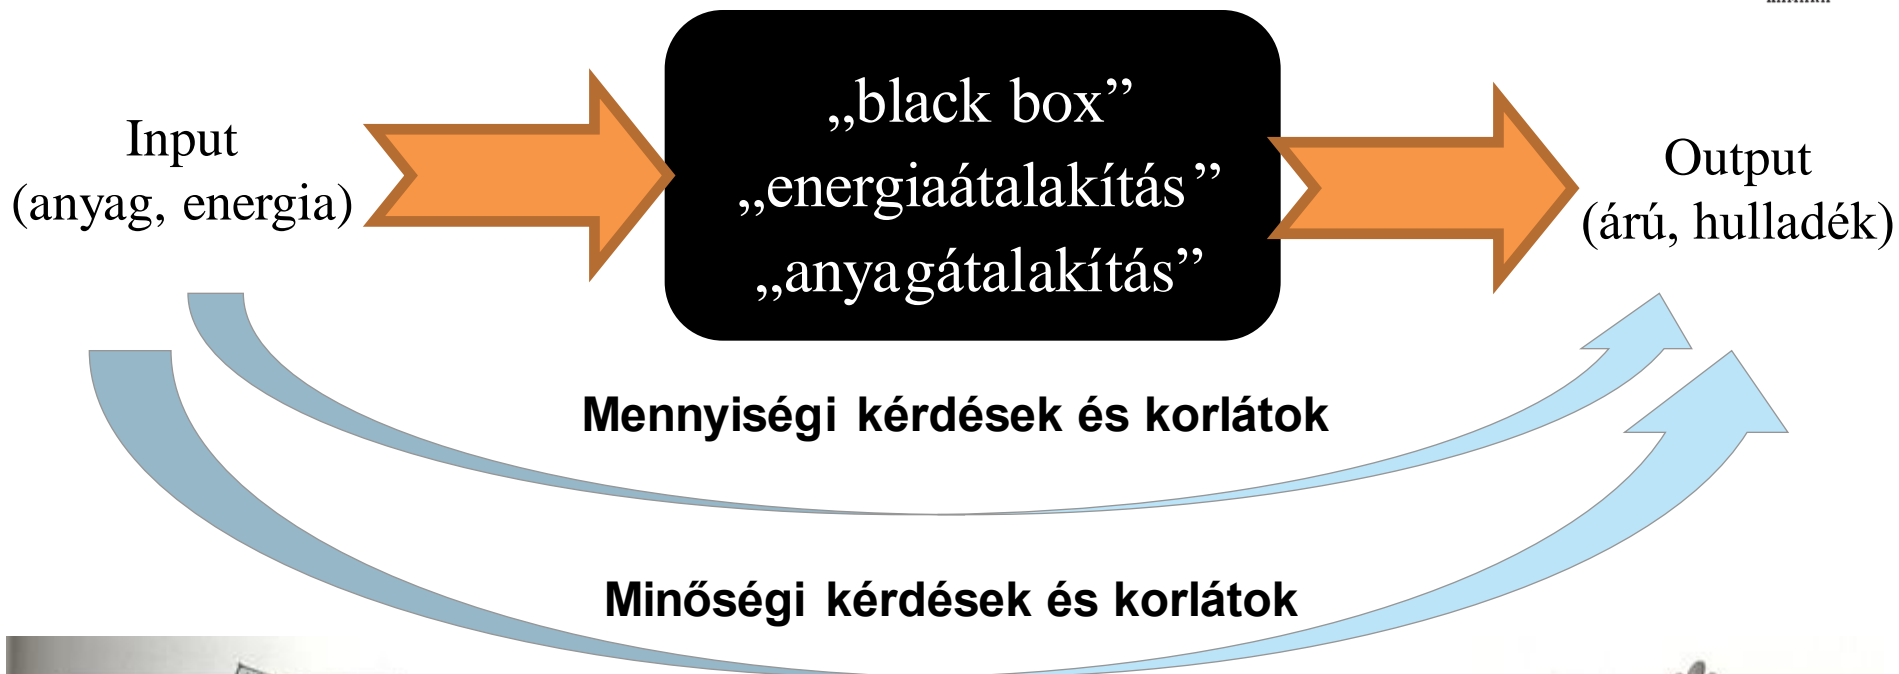 Input
(anyag, energia)
„black box”
„energiaátalakítás”
„anyagátalakítás”
Output
(árú, hulladék)
Mennyiségi kérdések és korlátok
Minőségi kérdések és korlátok